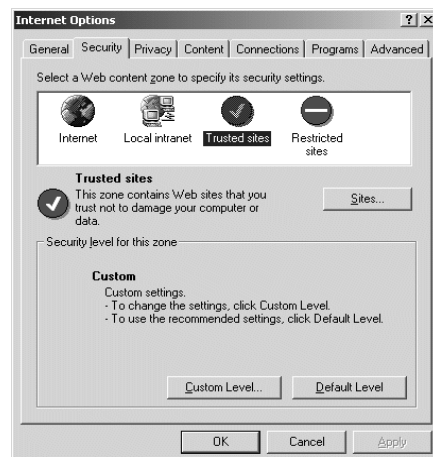 Internet Options
General Security Privacy Content Connections Programs Advanced
Select a Web content zone to specify its security settings.
Internet Local intranet Trusted sites Restricted
sites
Trusted sites
This zone contains Web sites that you
trust not to damage your computer or
data.
Sites...
Security level for this zone
Custom
Custom settings.
- To change the settings, click Custom Level.
- To use the recommended settings, click Default Level.
Custom Level... Default Level
OK Cancel Apply